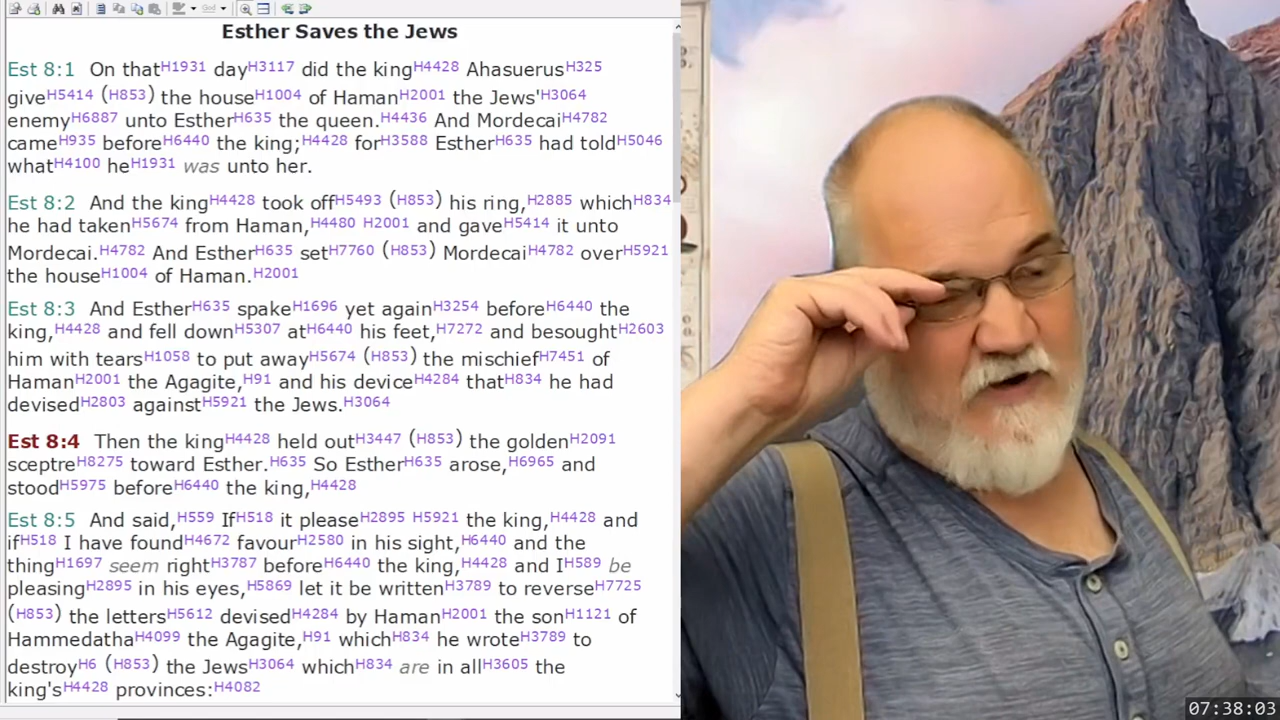 Esther Saves the Jews
Est 8:1 On thatH1931 dayH3117 did the kingH4428 AhasuerusH325
giveH5414 (H853) the houseH1004 of HamanH2001 the Jews'H3064
enemyH6887 unto EstherH635 the queen.H4436 And MordecaiH4782
cameH935 beforeH6440 the king;H4428 forH3588 EstherH635 had toldH5046
whatH4100 heH1931 was unto her.
Est 8:2 And the kingH4428 took offH5493 (H853) his ring,H2885 whichH834
he had takenH5674 from Haman,H4480 H2001 and gaveH5414 it unto
Mordecai.H4782 And EstherH635 setH7760 (H853) MordecaiH4782 overH5921
the houseH1004 of Haman.H2001
Est 8:3 And EstherH635 spakeH1696 yet againH3254 beforeH6440 the
king,H4428 and fell downH5307 atH6440 his feet,H7272 and besoughtH2603
him with tearsH1058 to put awayH5674 (H853) the mischiefH7451 of
HamanH2001 the Agagite,H91 and his deviceH4284 thatH834 he had
devisedH2803 againstH5921 the Jews.H3064
Est 8:4 Then the kingH4428 held outH3447 (H853) the goldenH2091
sceptreH8275 toward Esther.H635 So EstherH635 arose,H6965 and
stoodH5975 beforeH6440 the king,H4428
Est 8:5 And said,H559 IfH518 it pleaseH2895 H5921 the king,H4428 and
ifH518 I have foundH4672 favourH2580 in his sight,H6440 and the
thingH1697 seem rightH3787 beforeH6440 the king,H4428 and IH589 be
pleasingH2895 in his eyes,H5869 let it be writtenH3789 to reverseH7725
(H853) the lettersH5612 devisedH4284 by HamanH2001 the sonH1121 of
HammedathaH4099 the Agagite,H91 whichH834 he wroteH3789 to
destroyH6 (H853) the JewsH3064 whichH834 are in allH3605 the
king'sH4428 provinces:H4082
07:38:03